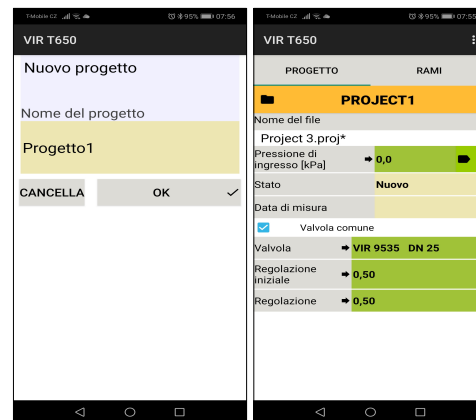 T-Mobile CZ 95% 07:56
VIR T650
Nuovo progetto
Nome del progetto
Progetto1
CANCELLA OK
T-Mobile CZ 95% 07:55
VIR T650
PROGETTO RAMI
PROJECT1
Nome del file
Project 3.proj*
Pressione di
ingresso [kPa] 0,0
Stato Nuovo
Data di misura
Valvola comune
Valvola VIR 9535 DN 25
Regolazione
iniziale 0,50
Regolazione 0,50